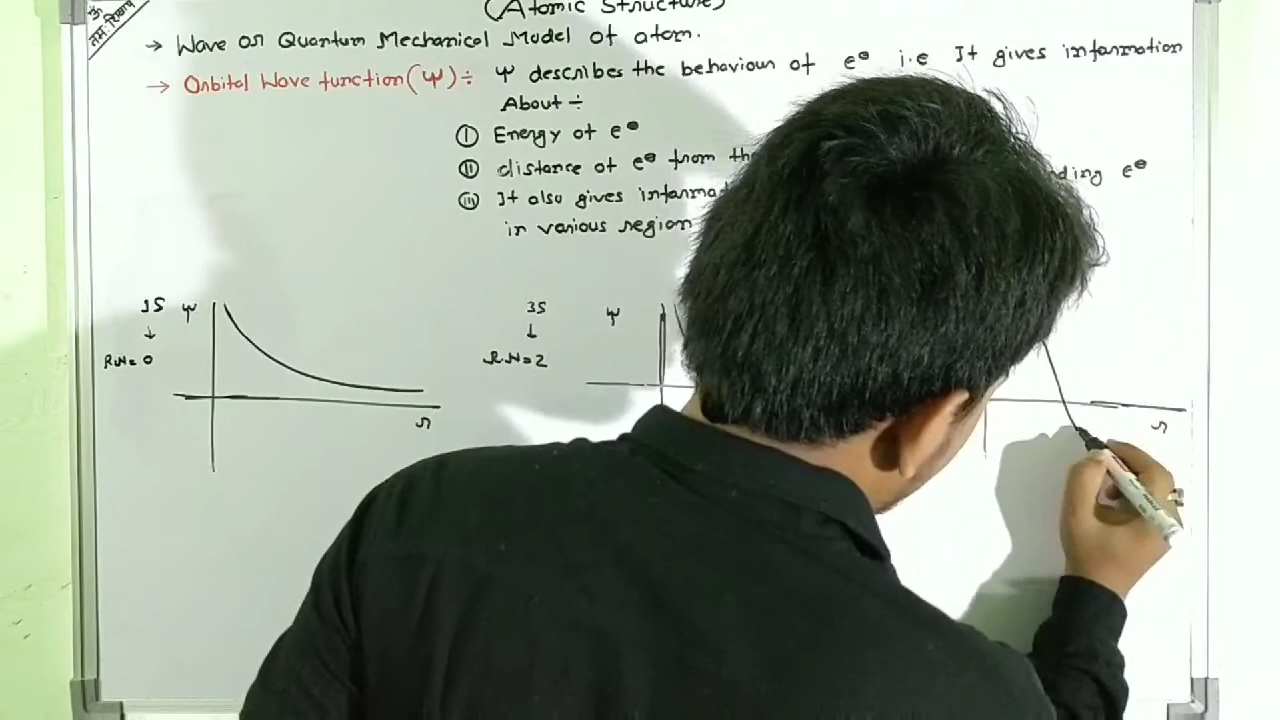 ॐ
नमः शिवाय
(Atomic Structure)
→ Wave or Quantum Mechanical Model of atom.
→ Orbital Wave function (Ψ) ÷ Ψ describes the behaviour of e⊖ i.e It gives information
About ÷
① Energy of e⊖
② distance of e⊖ from the e⊖
③ It also gives
in various region
1S Ψ
↓
R.N = 0
r
3S Ψ
↓
R.N = 2
r